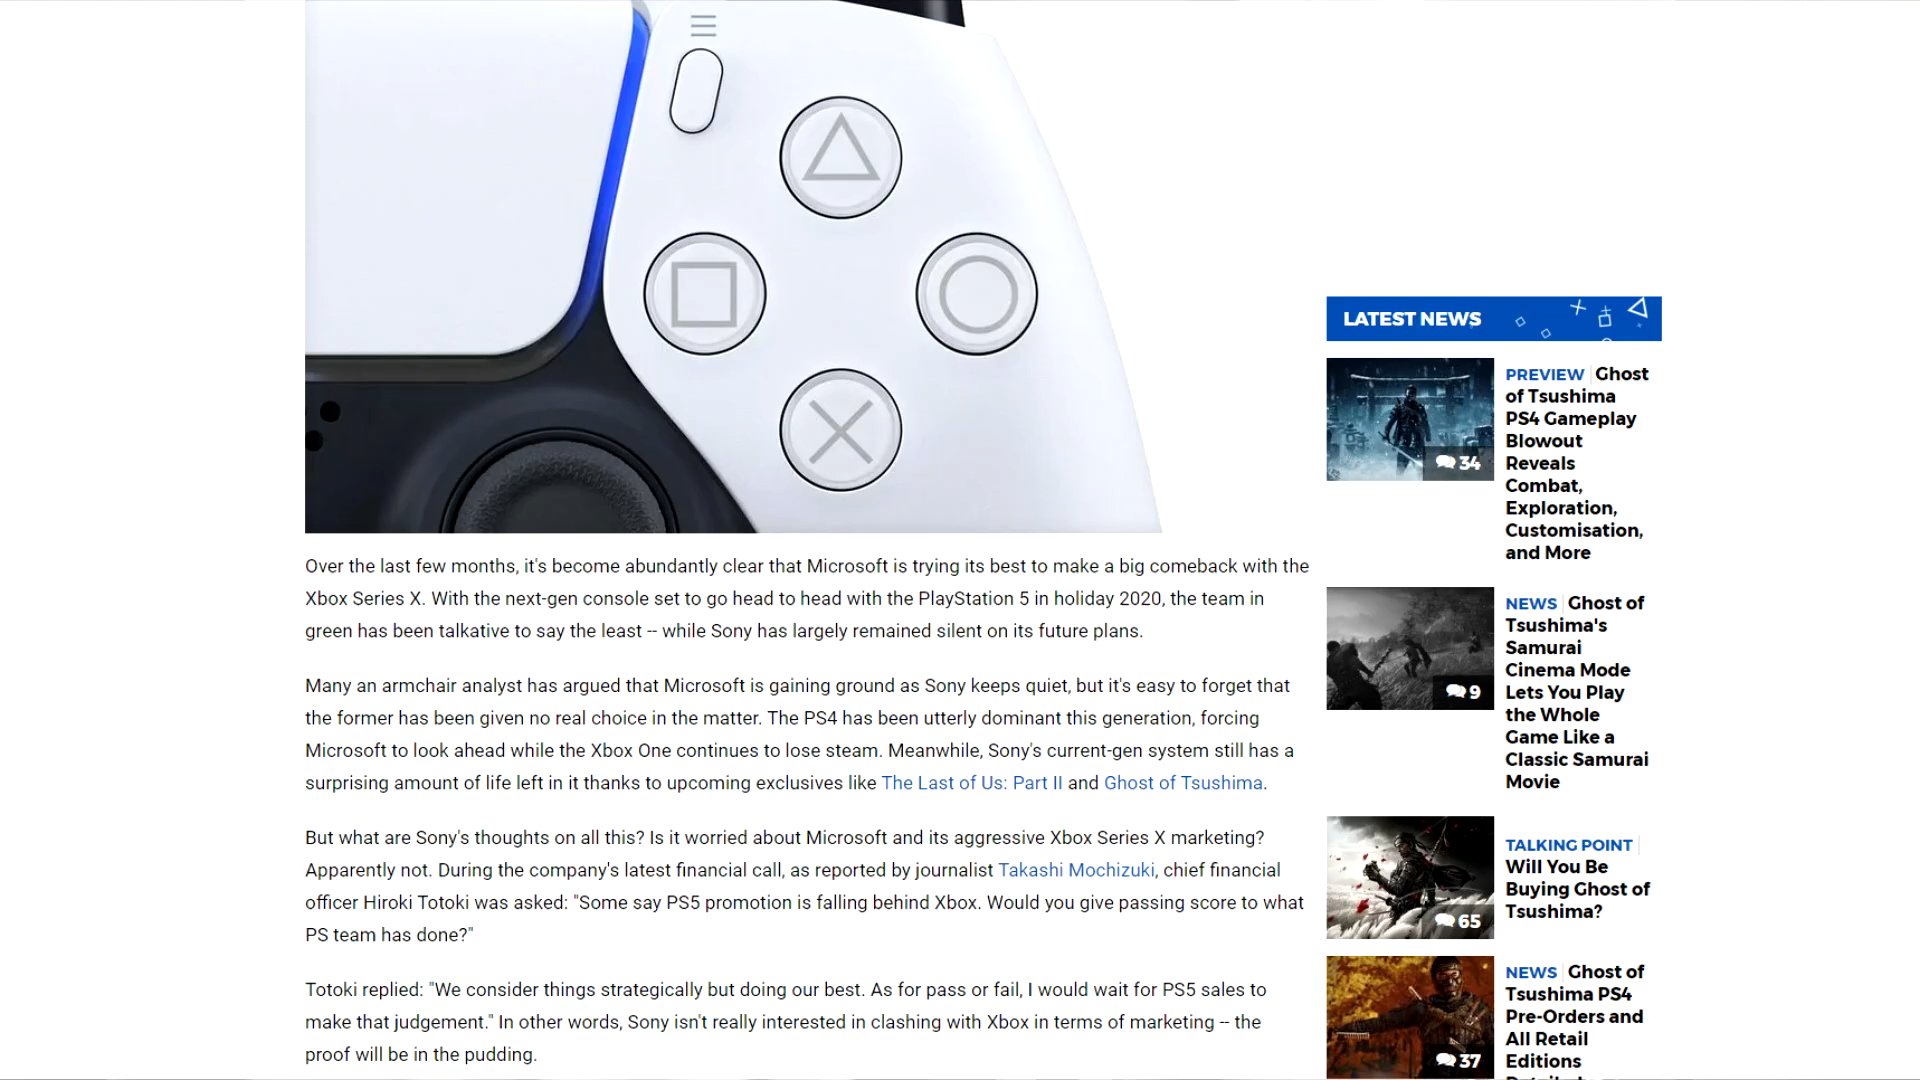 Over the last few months, it's become abundantly clear that Microsoft is trying its best to make a big comeback with the
Xbox Series X. With the next-gen console set to go head to head with the PlayStation 5 in holiday 2020, the team in
green has been talkative to say the least -- while Sony has largely remained silent on its future plans.
Many an armchair analyst has argued that Microsoft is gaining ground as Sony keeps quiet, but it's easy to forget that
the former has been given no real choice in the matter. The PS4 has been utterly dominant this generation, forcing
Microsoft to look ahead while the Xbox One continues to lose steam. Meanwhile, Sony's current-gen system still has a
surprising amount of life left in it thanks to upcoming exclusives like The Last of Us: Part II and Ghost of Tsushima.
But what are Sony's thoughts on all this? Is it worried about Microsoft and its aggressive Xbox Series X marketing?
Apparently not. During the company's latest financial call, as reported by journalist Takashi Mochizuki, chief financial
officer Hiroki Totoki was asked: "Some say PS5 promotion is falling behind Xbox. Would you give passing score to what
PS team has done?"
Totoki replied: "We consider things strategically but doing our best. As for pass or fail, I would wait for PS5 sales to
make that judgement." In other words, Sony isn't really interested in clashing with Xbox in terms of marketing -- the
proof will be in the pudding.
LATEST NEWS
34
PREVIEW Ghost
of Tsushima
PS4 Gameplay
Blowout
Reveals
Combat,
Exploration,
Customisation,
and More
9
NEWS Ghost of
Tsushima's
Samurai
Cinema Mode
Lets You Play
the Whole
Game Like a
Classic Samurai
Movie
65
TALKING POINT
Will You Be
Buying Ghost of
Tsushima?
37
NEWS Ghost of
Tsushima PS4
Pre-Orders and
All Retail
Editions